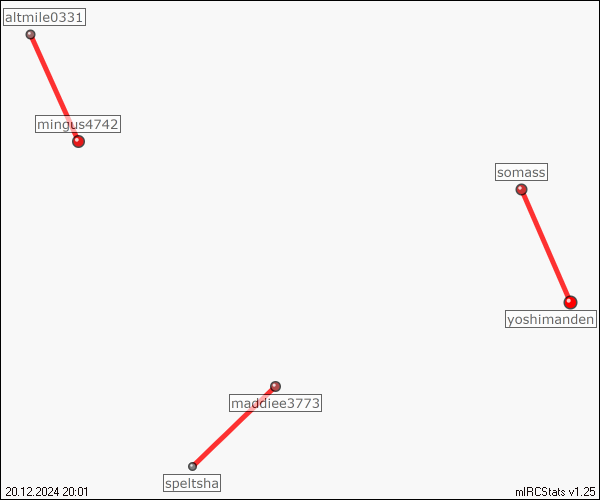 altmile0331
mingus4742
somass
yoshimanden
maddiee3773
speltsha
20.12.2024 20:01
mIRCStats v1.25